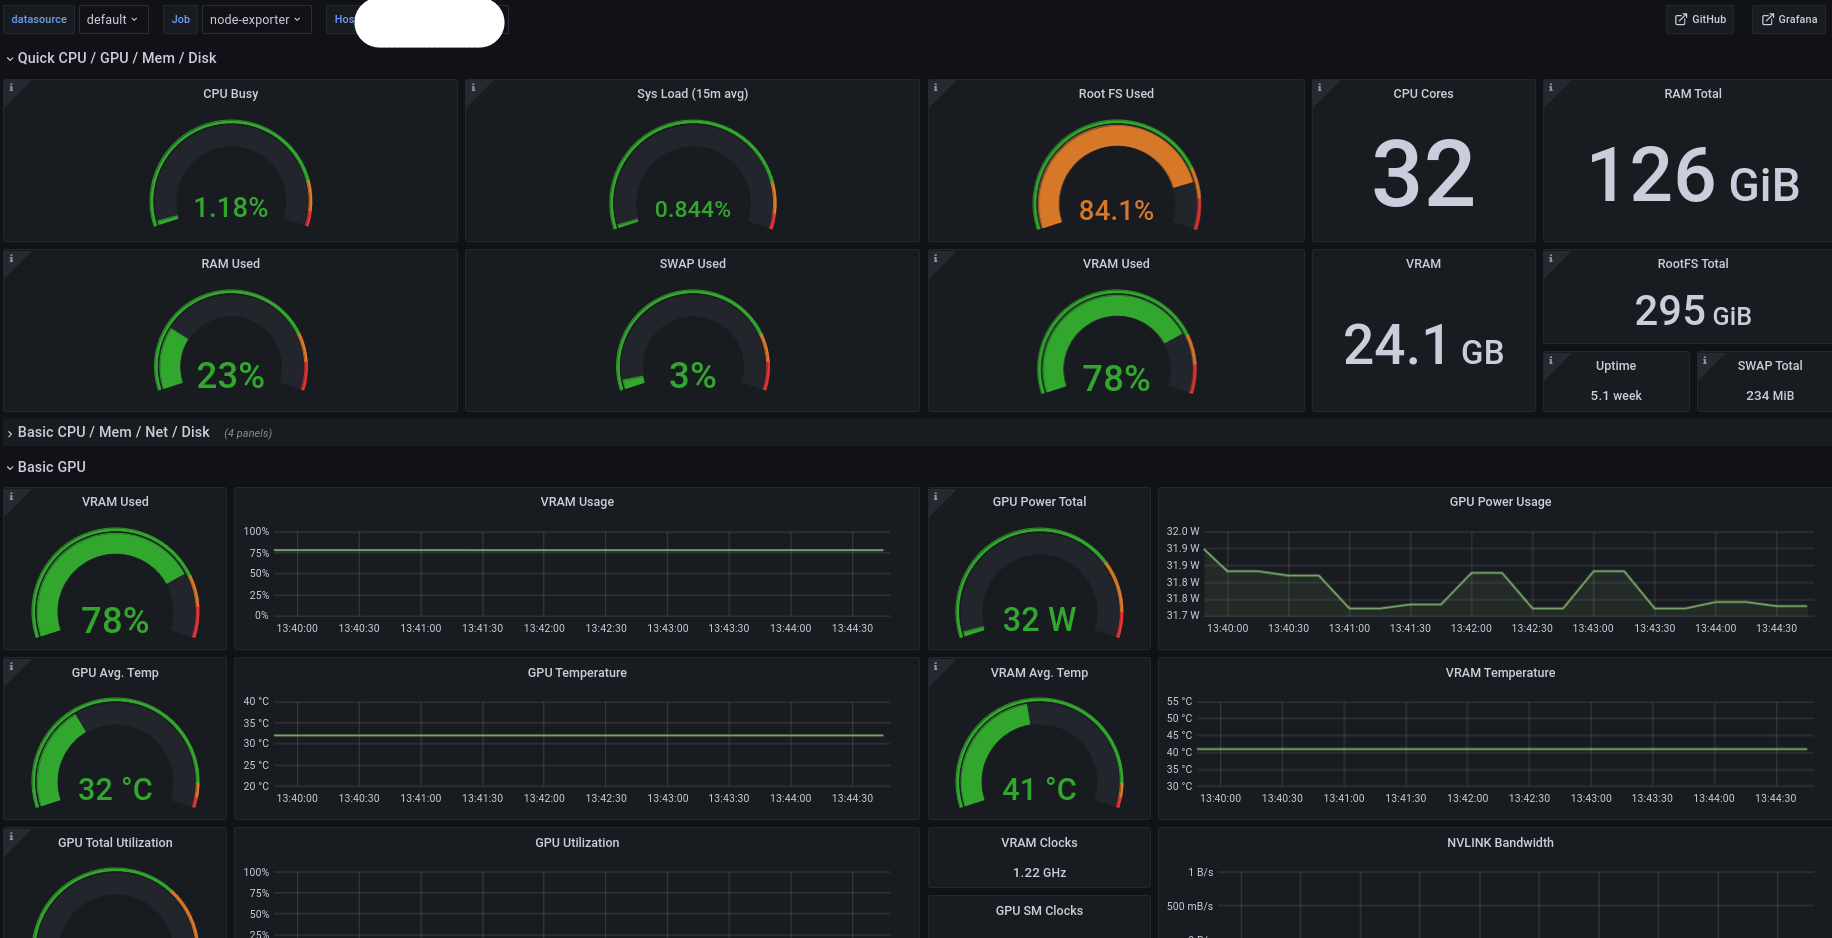 datasource default Job node-exporter Hos GitHub Grafana
Quick CPU / GPU / Mem / Disk
CPU Busy
1.18%
Sys Load (15m avg)
0.844%
Root FS Used
84.1%
CPU Cores
32
RAM Total
126 GiB
RAM Used
23%
SWAP Used
3%
VRAM Used
78%
VRAM
24.1 GB
RootFS Total
295 GiB
Uptime
5.1 week
SWAP Total
234 MiB
Basic CPU / Mem / Net / Disk (4 panels)
Basic GPU
VRAM Used
78%
VRAM Usage
100%
75%
50%
25%
0%
13:40:00 13:40:30 13:41:00 13:41:30 13:42:00 13:42:30 13:43:00 13:43:30 13:44:00 13:44:30
GPU Power Total
32 W
GPU Power Usage
32.0 W
31.9 W
31.9 W
31.8 W
31.8 W
31.7 W
13:40:00 13:40:30 13:41:00 13:41:30 13:42:00 13:42:30 13:43:00 13:43:30 13:44:00 13:44:30
GPU Avg. Temp
32 °C
GPU Temperature
40 °C
35 °C
30 °C
25 °C
20 °C
13:40:00 13:40:30 13:41:00 13:41:30 13:42:00 13:42:30 13:43:00 13:43:30 13:44:00 13:44:30
VRAM Avg. Temp
41 °C
VRAM Temperature
55 °C
50 °C
45 °C
40 °C
35 °C
30 °C
13:40:00 13:40:30 13:41:00 13:41:30 13:42:00 13:42:30 13:43:00 13:43:30 13:44:00 13:44:30
GPU Total Utilization
GPU Utilization
100%
75%
50%
25%
VRAM Clocks
1.22 GHz
GPU SM Clocks
NVLINK Bandwidth
1 B/s
500 mB/s